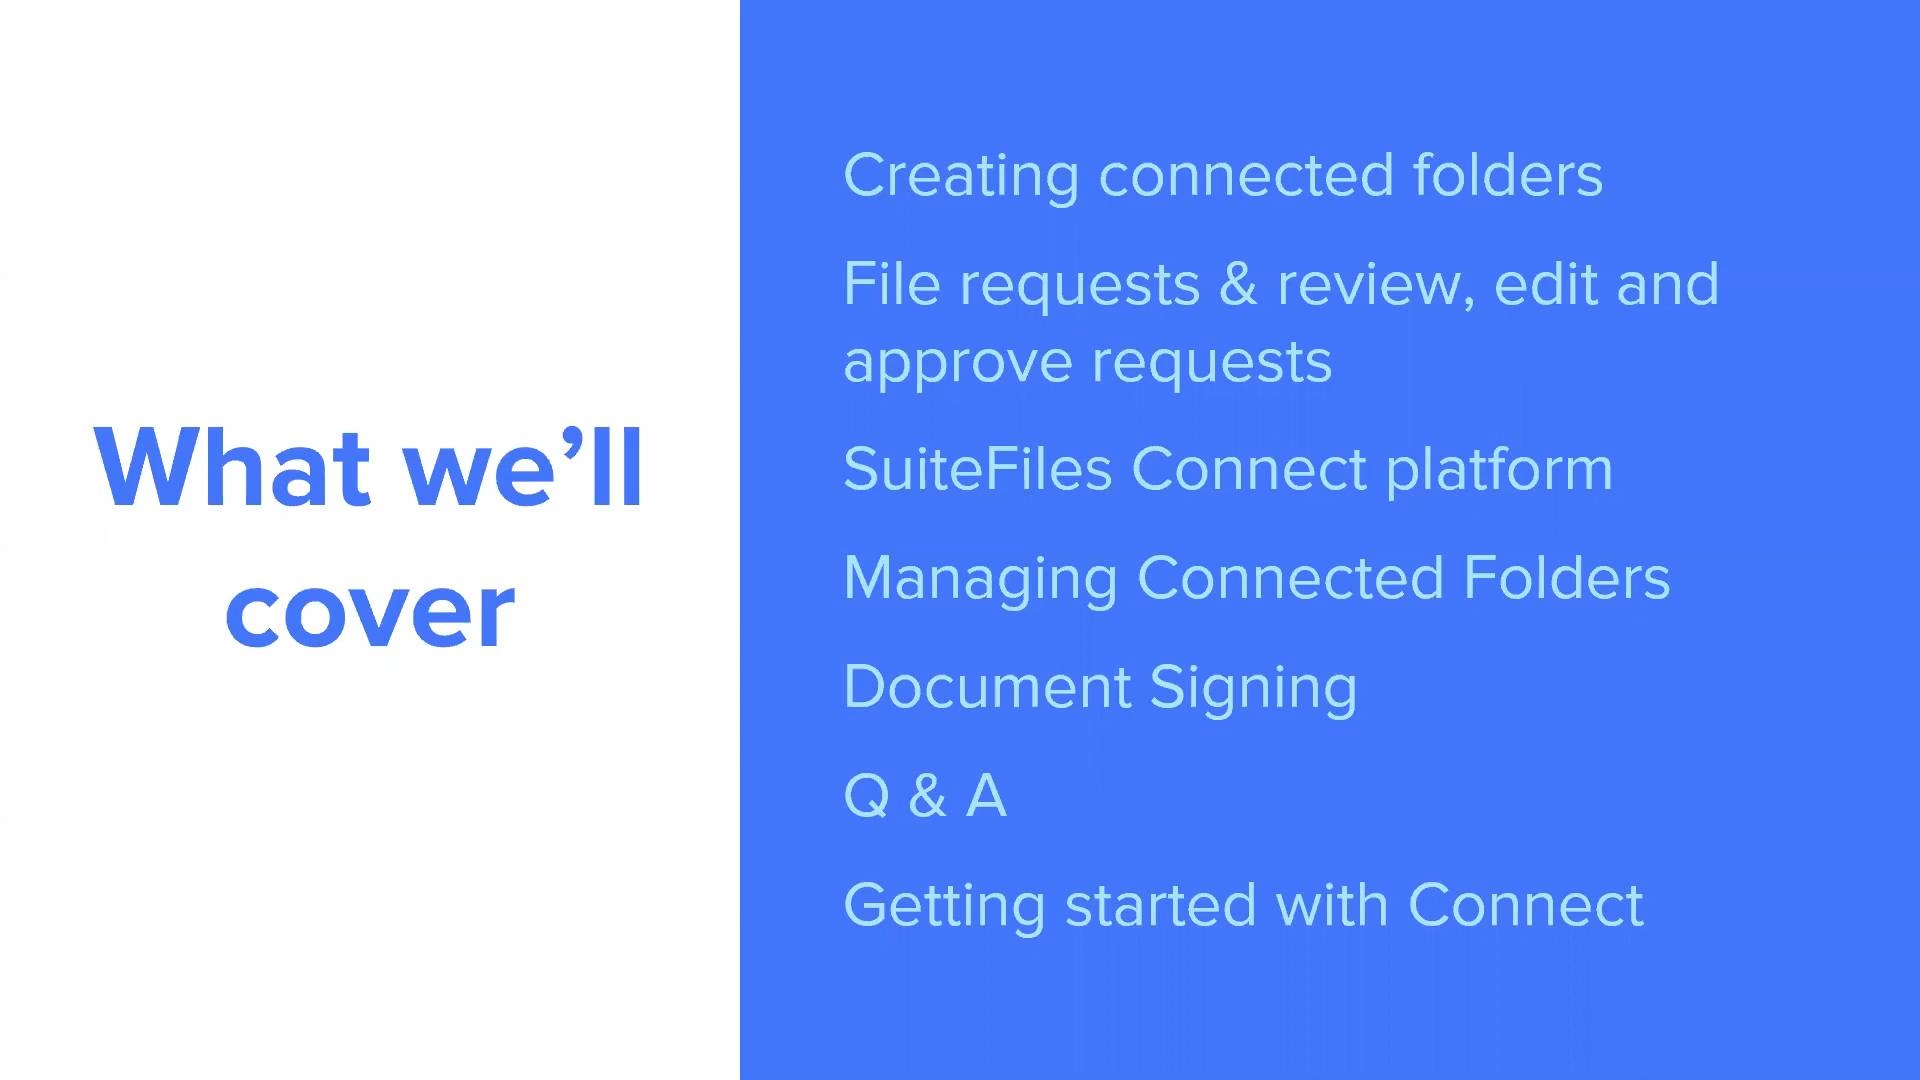 What we’ll
cover
Creating connected folders
File requests & review, edit and
approve requests
SuiteFiles Connect platform
Managing Connected Folders
Document Signing
Q & A
Getting started with Connect